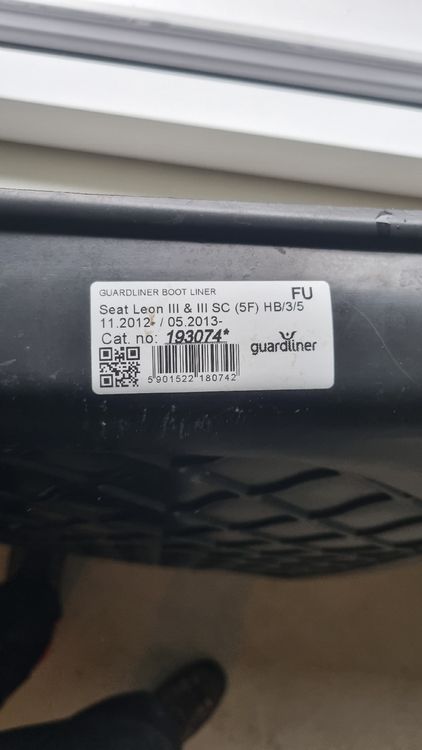 GUARDLINER BOOT LINER
FU
Seat Leon III & III SC (5F) HB/3/5
11.2012- / 05.2013-
Cat. no: 193074*
guardliner
5 901522 180742